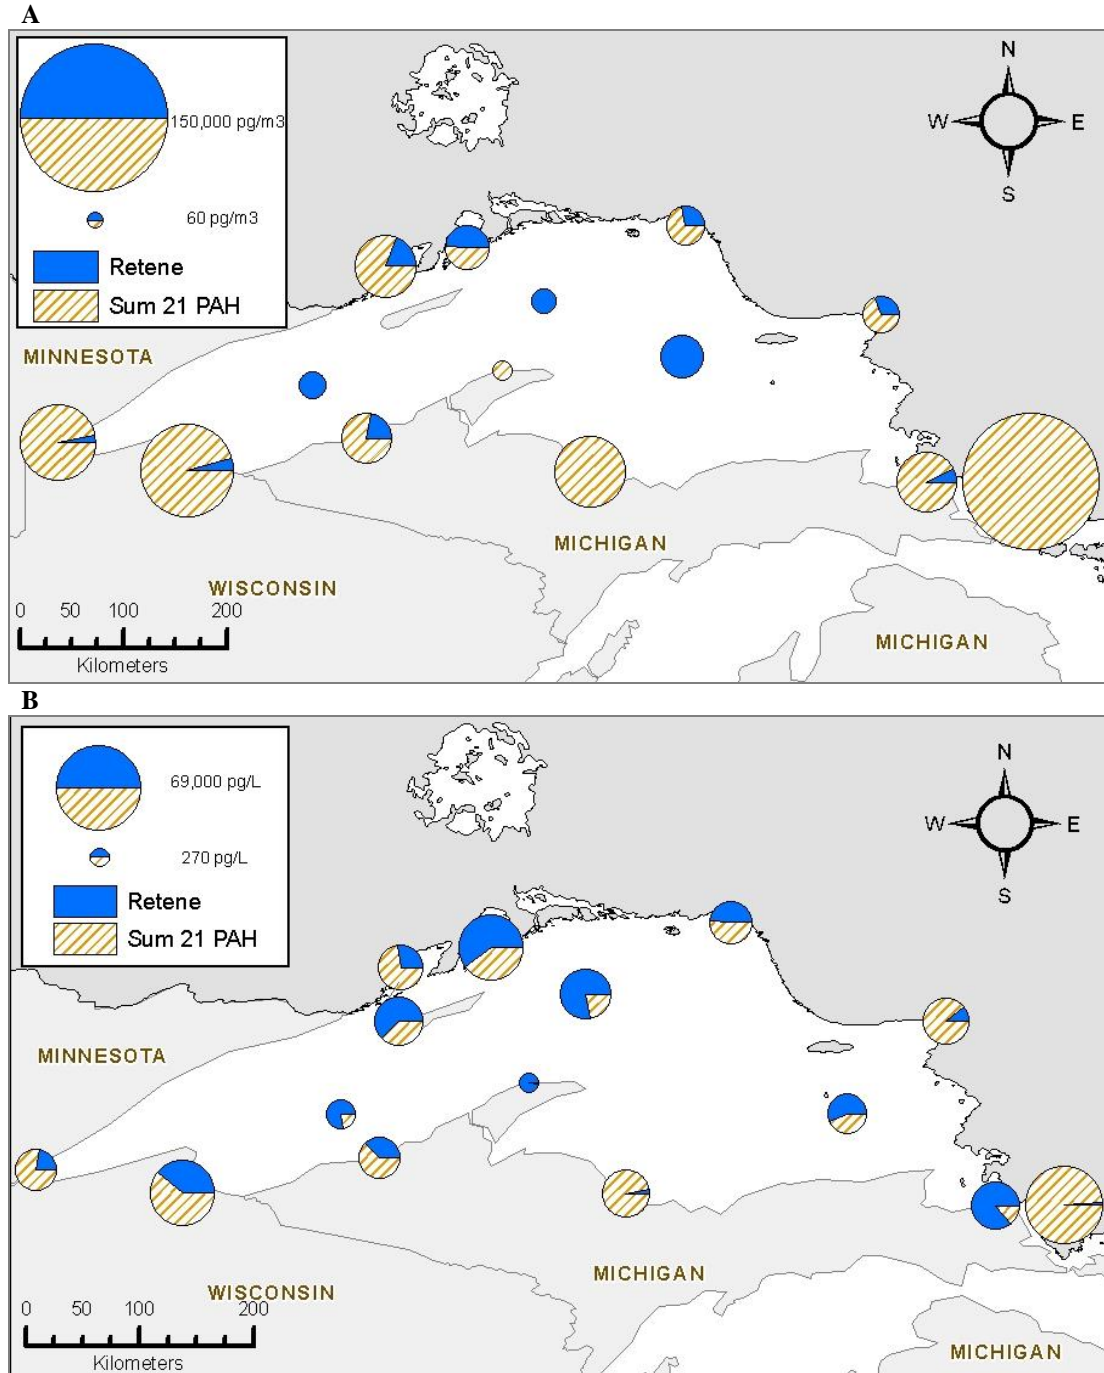 A
150,000 pg/m3
60 pg/m3
Retene
Sum 21 PAH
N
W E
S
MINNESOTA
MICHIGAN
WISCONSIN
MICHIGAN
0 50 100 200
Kilometers
B
69,000 pg/L
270 pg/L
Retene
Sum 21 PAH
N
W E
S
MINNESOTA
MICHIGAN
WISCONSIN
0 50 100 200
MICHIGAN
Kilometers